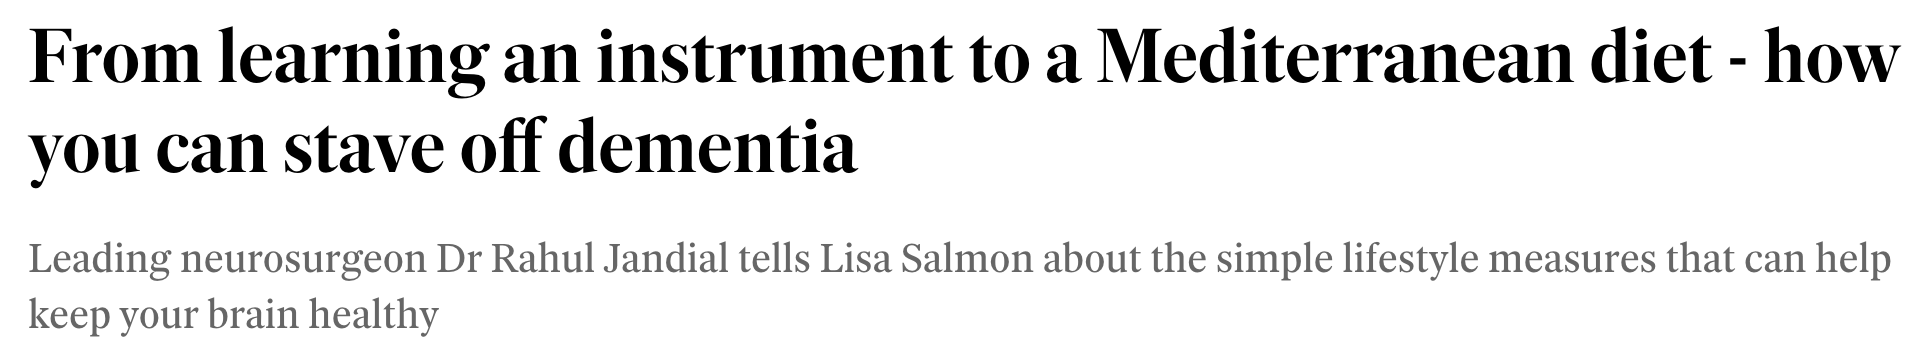 From learning an instrument to a Mediterranean diet - how
you can stave off dementia
Leading neurosurgeon Dr Rahul Jandial tells Lisa Salmon about the simple lifestyle measures that can help
keep your brain healthy